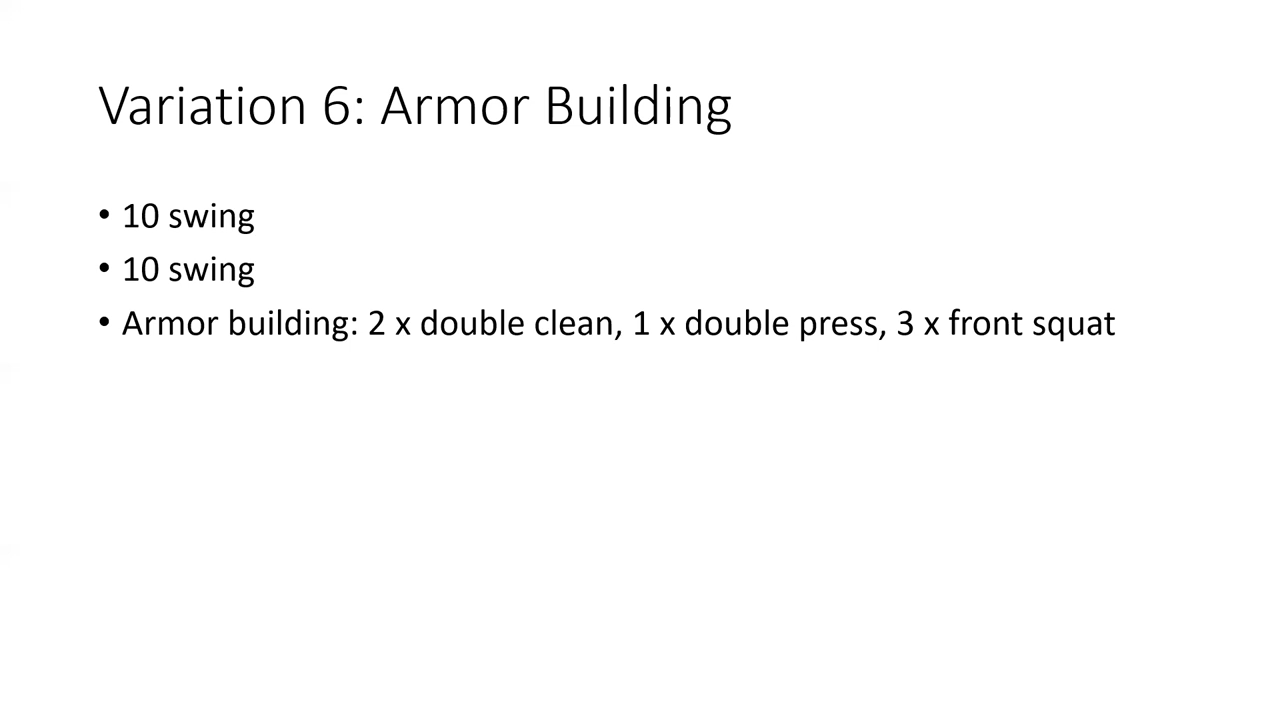 Variation 6: Armor Building
• 10 swing
• 10 swing
• Armor building: 2 x double clean, 1 x double press, 3 x front squat